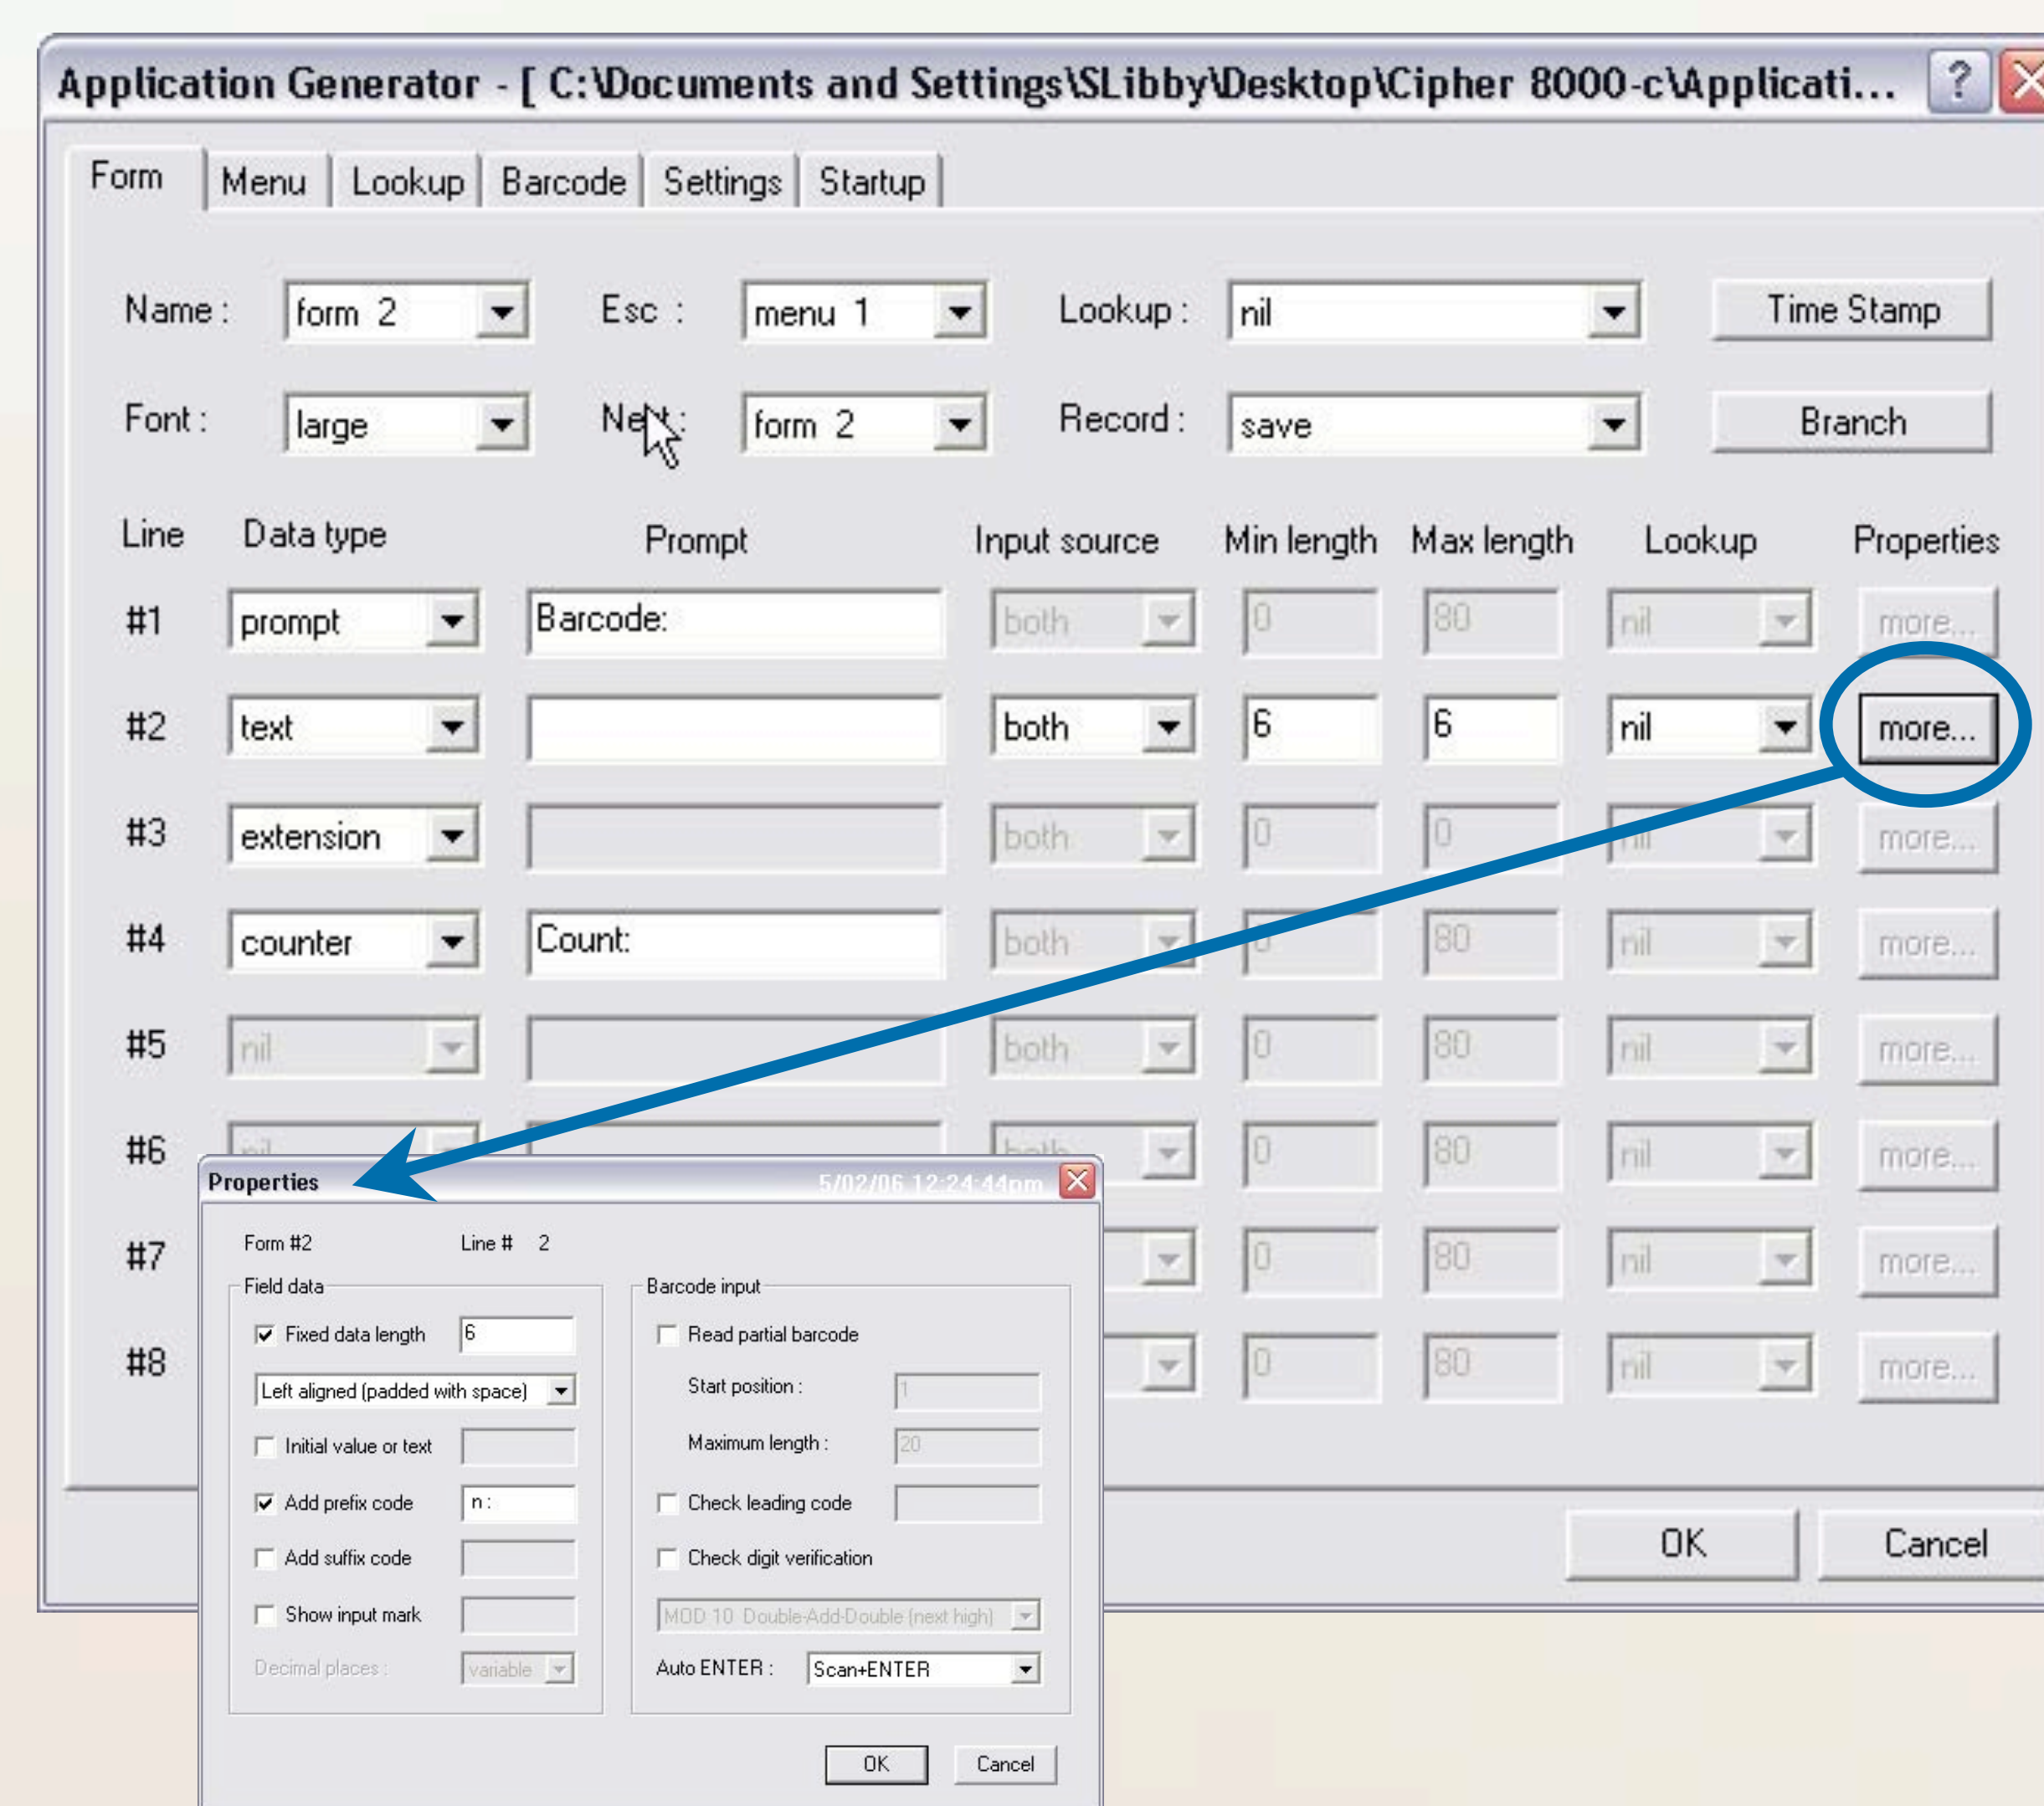 Application Generator - [ C:\Documents and Settings\SLibby\Desktop\Cipher 8000-c\Applicati...
Form Menu Lookup Barcode Settings Startup
Name : form 2 Esc : menu 1 Lookup : nil Time Stamp
Font : large Next : form 2 Record : save Branch
Line Data type Prompt Input source Min length Max length Lookup Properties
#1 prompt Barcode: both 0 80 nil more...
#2 text both 6 6 nil more...
#3 extension both 0 0 nil more...
#4 counter Count: both 0 80 nil more...
#5 nil both 0 80 nil more...
#6 nil both 0 80 nil more...
#7 0 80 nil more...
#8 0 80 nil more...
OK Cancel
Properties 5/02/06 12:24:44pm
Form #2 Line # 2
Field data
Fixed data length 6
Left aligned (padded with space)
Initial value or text
Add prefix code n :
Add suffix code
Show input mark
Decimal places : variable
Barcode input
Read partial barcode
Start position : 1
Maximum length : 20
Check leading code
Check digit verification
MOD 10 Double-Add-Double (next high)
Auto ENTER : Scan+ENTER
OK Cancel